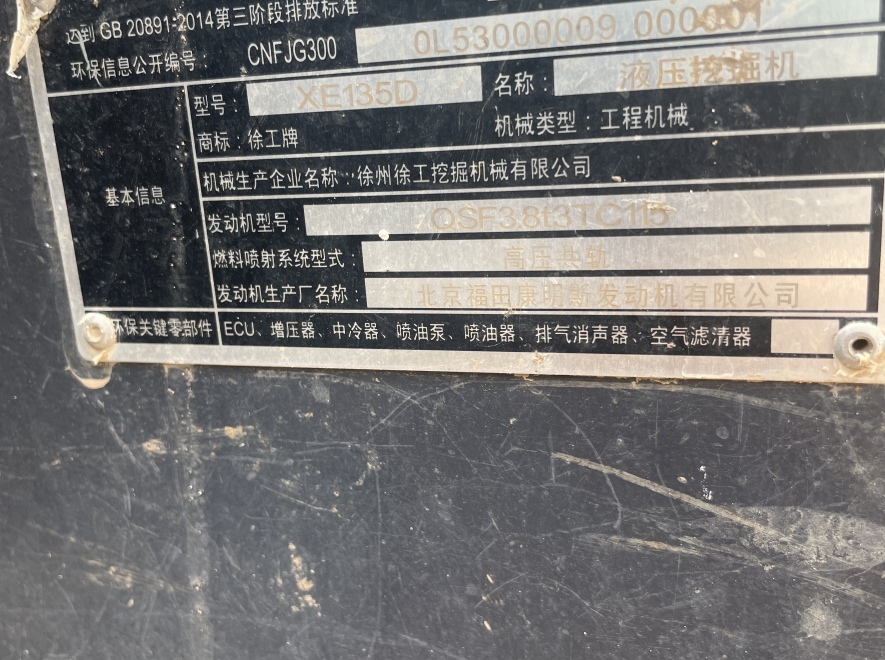 达到 GB 20891-2014第三阶段排放标准
环保信息公开编号： CNFJG300 0L53000009 000001
基本信息
型号： XE135D 名称： 液压挖掘机
商标：徐工牌 机械类型：工程机械
机械生产企业名称：徐州徐工挖掘机械有限公司
发动机型号： QSF3.8t3TC115
燃料喷射系统型式： 高压共轨
发动机生产厂名称： 北京福田康明斯发动机有限公司
环保关键零部件 ECU、增压器、中冷器、喷油泵、喷油器、排气消声器、空气滤清器